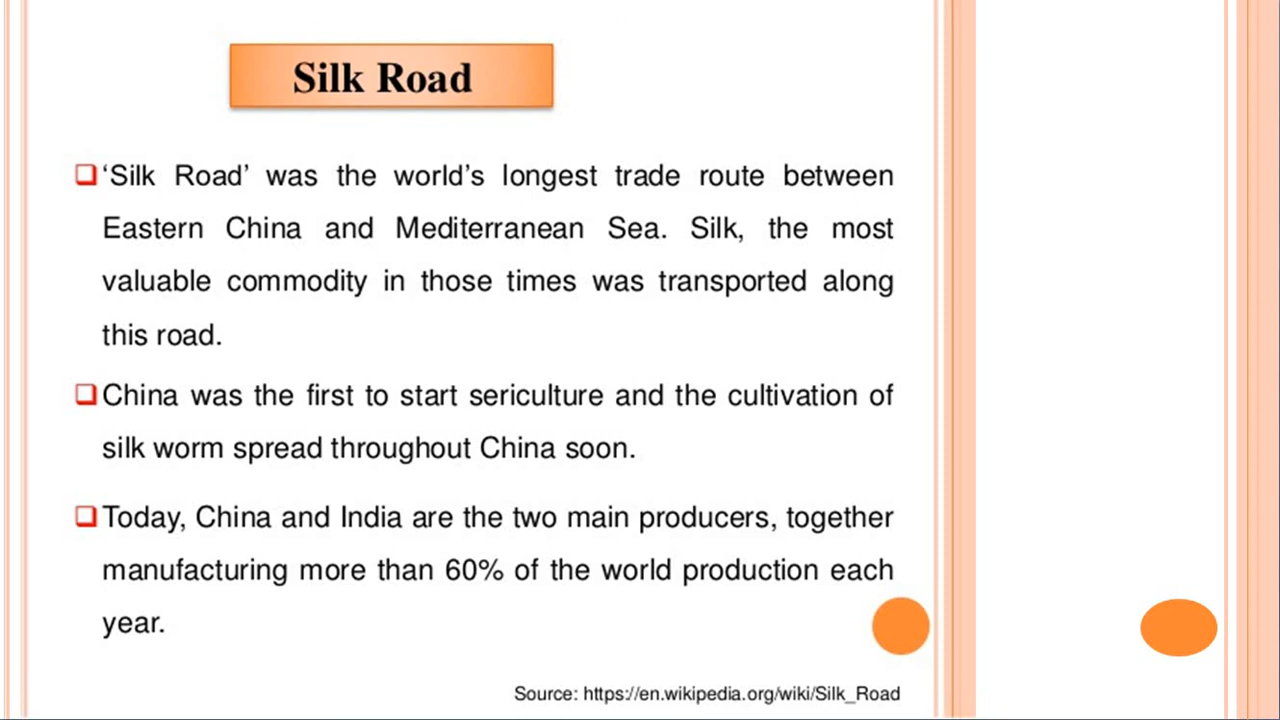 Silk Road
‘Silk Road’ was the world’s longest trade route between
Eastern China and Mediterranean Sea. Silk, the most
valuable commodity in those times was transported along
this road.
China was the first to start sericulture and the cultivation of
silk worm spread throughout China soon.
Today, China and India are the two main producers, together
manufacturing more than 60% of the world production each
year.
Source: https://en.wikipedia.org/wiki/Silk_Road